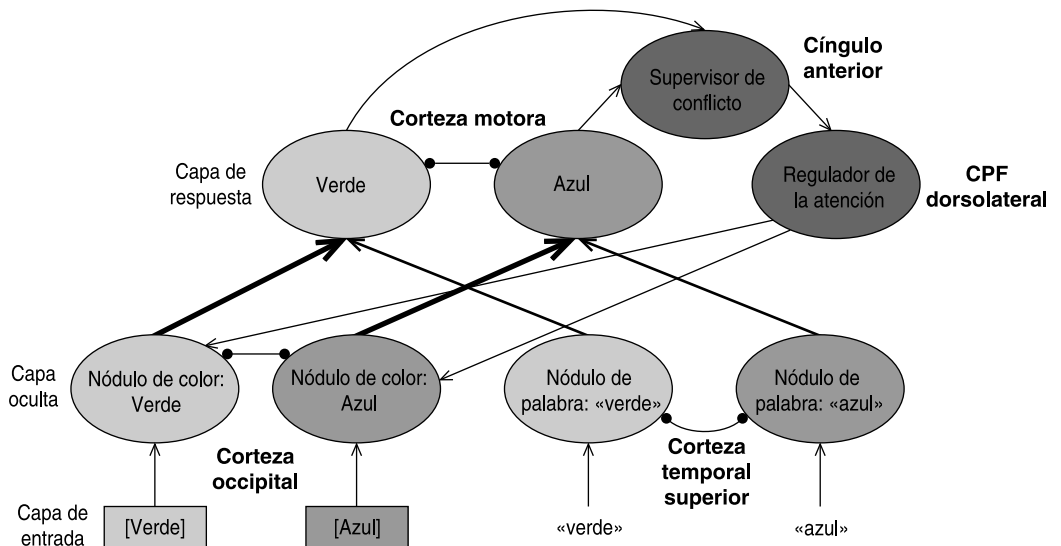 Cíngulo
anterior
Supervisor de
conflicto
Corteza motora
Capa de
respuesta
Verde
Azul
Regulador de
la atención
CPF
dorsolateral
Capa
oculta
Nódulo de color:
Verde
Nódulo de color:
Azul
Nódulo de
palabra: «verde»
Nódulo de
palabra: «azul»
Corteza
occipital
Corteza
temporal
superior
Capa de
entrada
[Verde]
[Azul]
«verde»
«azul»